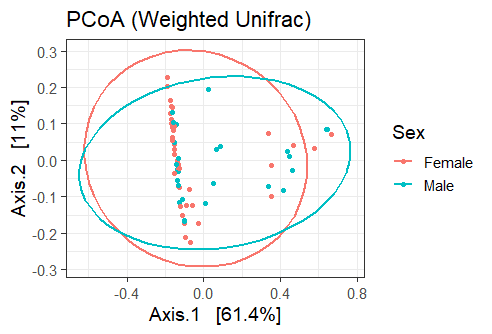 PCoA (Weighted Unifrac)
0.3
0.2
0.1
0.0
-0.1
-0.2
-0.3
Axis.2 [11%]
-0.4 0.0 0.4 0.8
Axis.1 [61.4%]
Sex
Female
Male